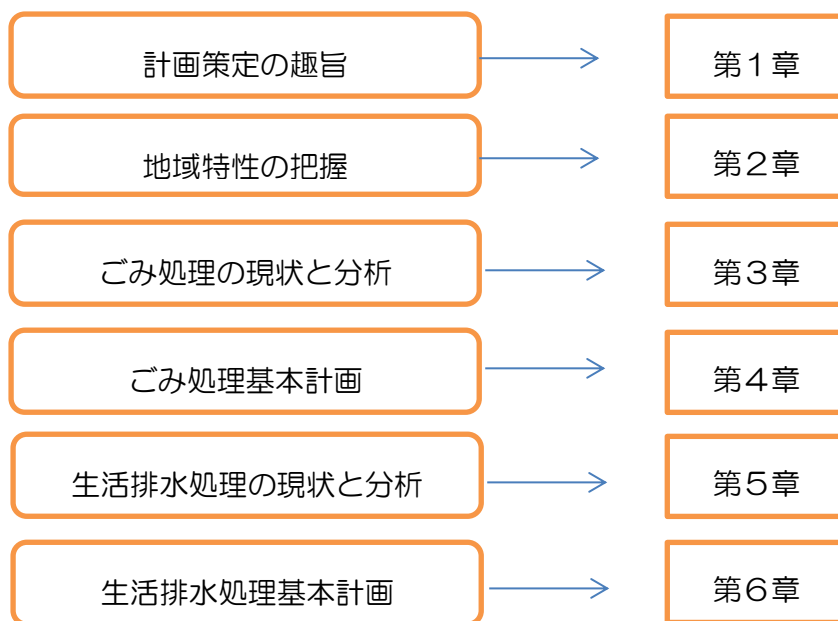 計画策定の趣旨
第１章
地域特性の把握
第２章
ごみ処理の現状と分析
第３章
ごみ処理基本計画
第４章
生活排水処理の現状と分析
第５章
生活排水処理基本計画
第６章